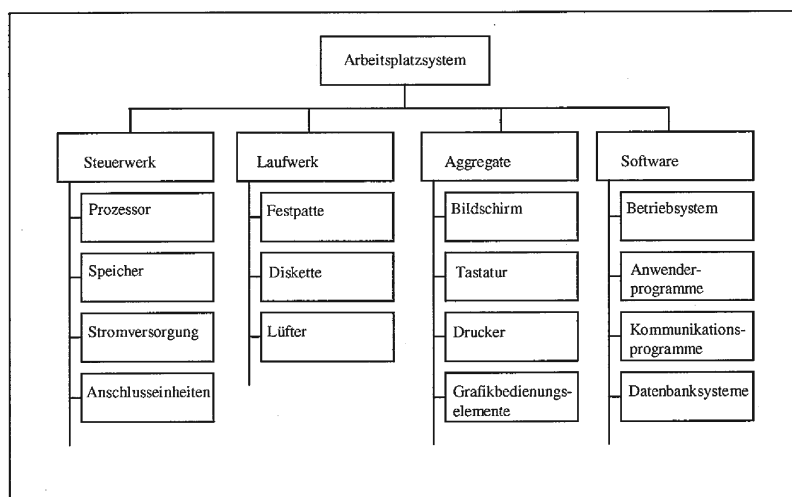 Arbeitsplatzsystem
Steuerwerk
Prozessor
Speicher
Stromversorgung
Anschlusseinheiten
Laufwerk
Festpatte
Diskette
Lüfter
Aggregate
Bildschirm
Tastatur
Drucker
Grafikbedienungs-
elemente
Software
Betriebsystem
Anwender-
programme
Kommunikations-
programme
Datenbanksysteme